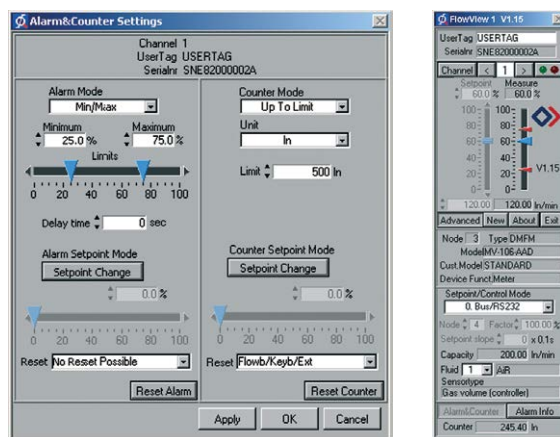 Alarm&Counter Settings
Channel 1
UserTag USERTAG
Serialnr SNE82000002A
Alarm Mode
Min/Max
Minimum Maximum
25.0 % 75.0 %
Limits
0 20 40 60 80 100
Delay time 0 sec
Alarm Setpoint Mode
Setpoint Change
0.0 %
0 20 40 60 80 100
Reset No Reset Possible
Reset Alarm
Counter Mode
Up To Limit
Unit
ln
Limit 500 ln
Counter Setpoint Mode
Setpoint Change
0.0 %
0 20 40 60 80 100
Reset Flowb/Keyb/Ext
Reset Counter
Apply OK Cancel
FlowView 1 V1.15
UserTag USERTAG
Serialnr SNE82000002A
Channel < 1 >
Setpoint Measure
60.0 % 60.0 %
100 100
80 80
60 60
40 40
20 20
0 0
V1.15
120.00 120.00 ln/min
Advanced New About Exit
Node 3 Type DMFM
Model MV-106-AAD
Cust.Model STANDARD
Device Funct. Meter
Setpoint/Control Mode
0. Bus/RS232
Node 4 Factor 100.00 %
Setpoint slope 0 x 0.1s
Capacity 200.00 ln/min
Fluid 1 AIR
Sensortype
Gas volume (controller)
Alarm&Counter Alarm Info
Counter 245.40 ln